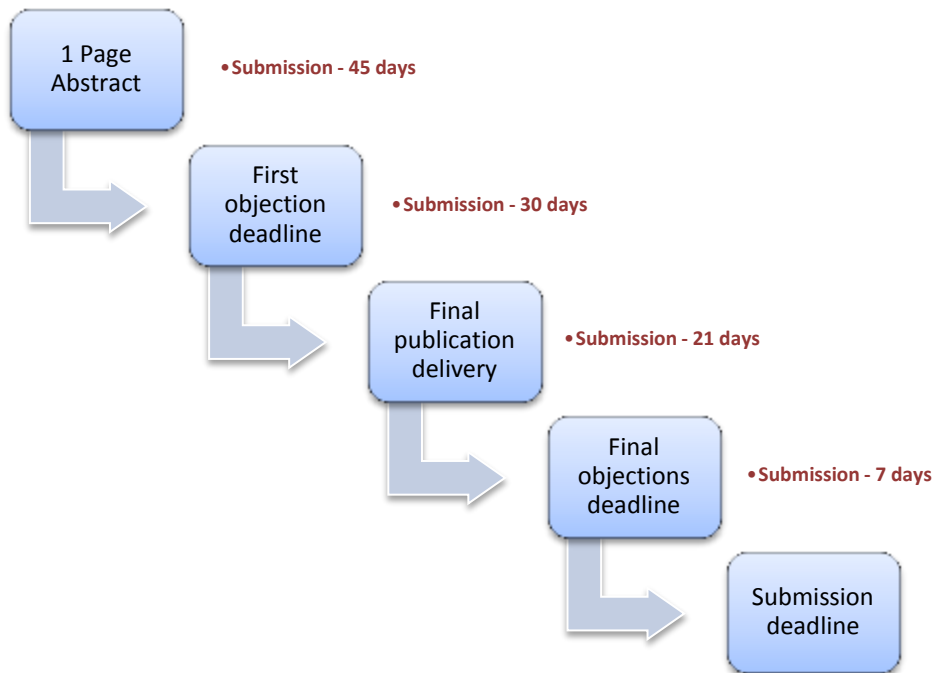 1 Page
Abstract
•Submission - 45 days
First
objection
deadline
•Submission - 30 days
Final
publication
delivery
•Submission - 21 days
Final
objections
deadline
•Submission - 7 days
Submission
deadline